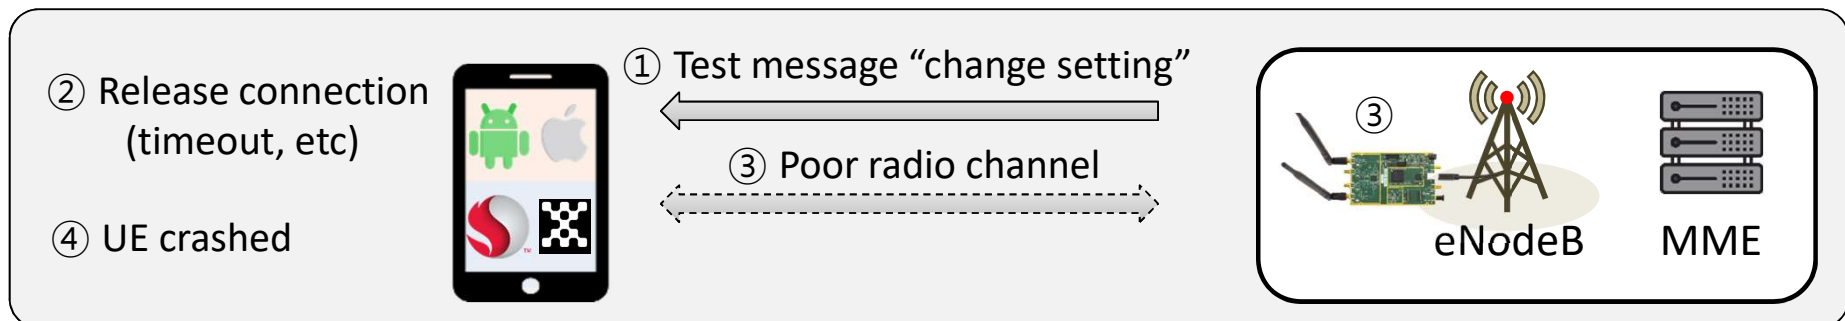 ① Test message “change setting”
② Release connection
(timeout, etc)
③
③ Poor radio channel
④ UE crashed
eNodeB
MME
TM